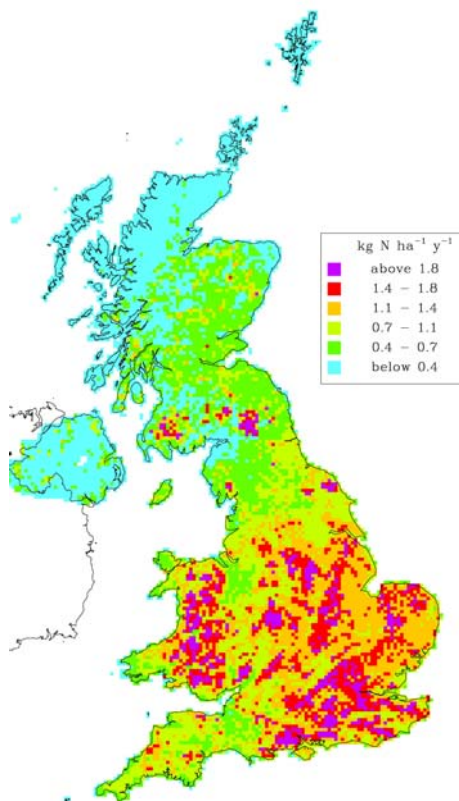 kg N ha⁻¹ y⁻¹
above 1.8
1.4 – 1.8
1.1 – 1.4
0.7 – 1.1
0.4 – 0.7
below 0.4